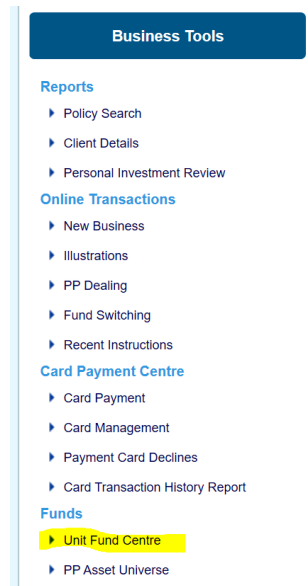 Business Tools
Reports
Policy Search
Client Details
Personal Investment Review
Online Transactions
New Business
Illustrations
PP Dealing
Fund Switching
Recent Instructions
Card Payment Centre
Card Payment
Card Management
Payment Card Declines
Card Transaction History Report
Funds
Unit Fund Centre
PP Asset Universe